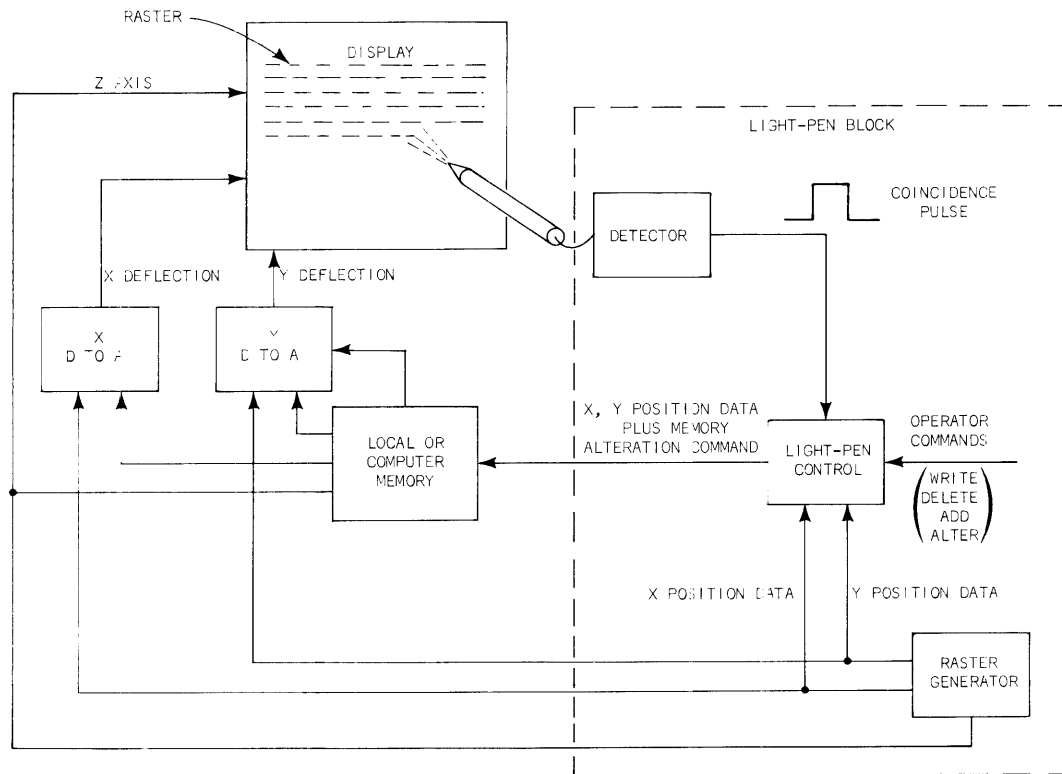 RASTER
DISPLAY
Z AXIS
LIGHT-PEN BLOCK
COINCIDENCE
PULSE
DETECTOR
X DEFLECTION
Y DEFLECTION
X
D TO A
Y
D TO A
X, Y POSITION DATA
PLUS MEMORY
ALTERATION COMMAND
OPERATOR
COMMANDS
LOCAL OR
COMPUTER
MEMORY
LIGHT-PEN
CONTROL
(WRITE
DELETE
ADD
ALTER)
X POSITION DATA
Y POSITION DATA
RASTER
GENERATOR